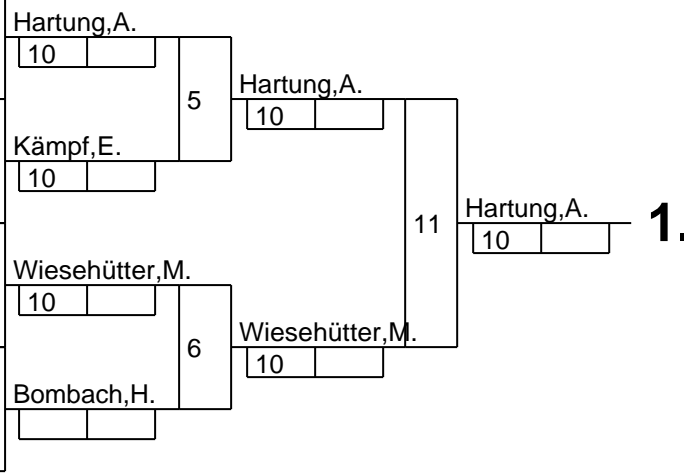 Hartung,A.
10
5
Hartung,A.
10
Kämpf,E.
10
11
Hartung,A.
10
1.
Wiesehütter,M.
10
6
Wiesehütter,M.
10
Bombach,H.